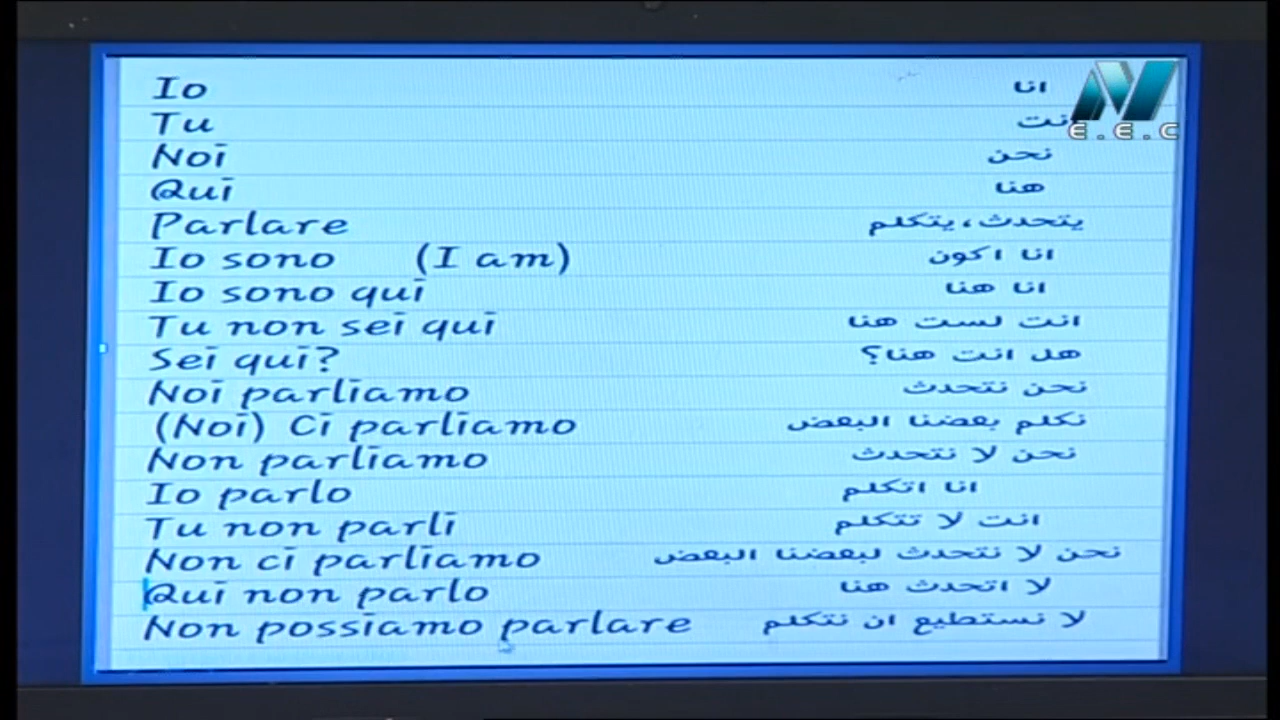 Io انا
Tu انت
Noi نحن
Qui هنا
Parlare يتحدث، يتكلم
Io sono (I am) انا اكون
Io sono qui انا هنا
Tu non sei qui انت لست هنا
Sei qui? هل انت هنا؟
Noi parliamo نحن نتحدث
(Noi) Ci parliamo نكلم بعضنا البعض
Non parliamo نحن لا نتحدث
Io parlo انا اتكلم
Tu non parli انت لا تتكلم
Non ci parliamo نحن لا نتحدث لبعضنا البعض
Qui non parlo لا اتحدث هنا
Non possiamo parlare لا نستطيع ان نتكلم
E.E.C